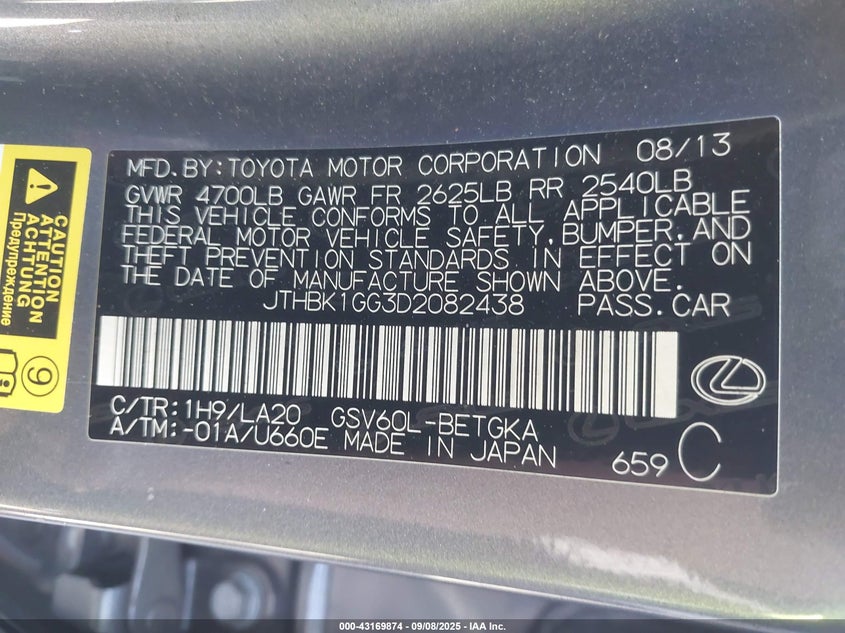 MFD.BY:TOYOTA MOTOR CORPORATION 08/13
GVWR 4700LB GAWR FR 2625LB RR 2540LB
THIS VEHICLE CONFORMS TO ALL APPLICABLE
FEDERAL MOTOR VEHICLE SAFETY,BUMPER,AND
THEFT PREVENTION STANDARDS IN EFFECT ON
THE DATE OF MANUFACTURE SHOWN ABOVE.
JTHBK1GG3D2082438 PASS.CAR
C/TR:1H9/LA20 GSV60L-BETGKA
A/TM:-01A/U660E MADE IN JAPAN
659 C
CAUTION
ATTENTION
ACHTUNG
Предупреждение
9
000-43169874 - 09/08/2025 - IAA Inc.